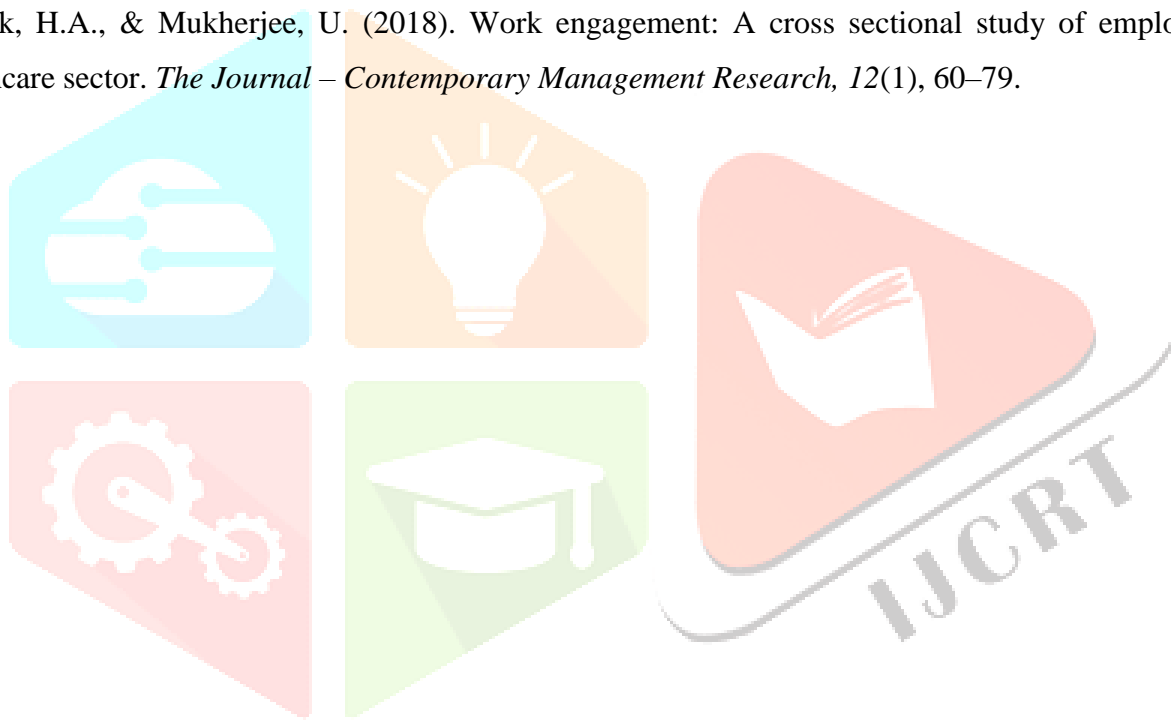 k, H.A., & Mukherjee, U. (2018). Work engagement: A cross sectional study of emplo
care sector. The Journal – Contemporary Management Research, 12(1), 60–79.
IJCRT